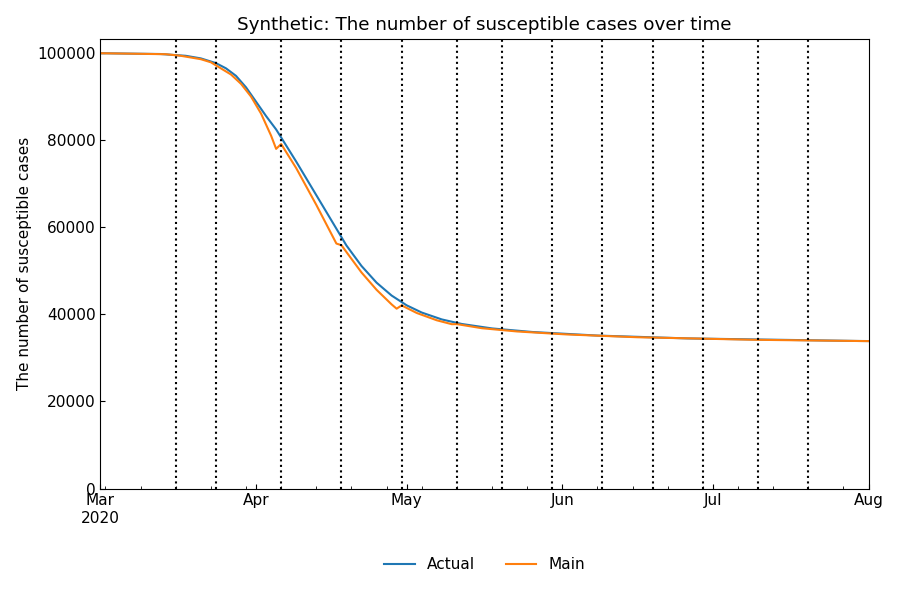 Synthetic: The number of susceptible cases over time
The number of susceptible cases
100000
80000
60000
40000
20000
0
Mar
2020
Apr
May
Jun
Jul
Aug
Actual
Main